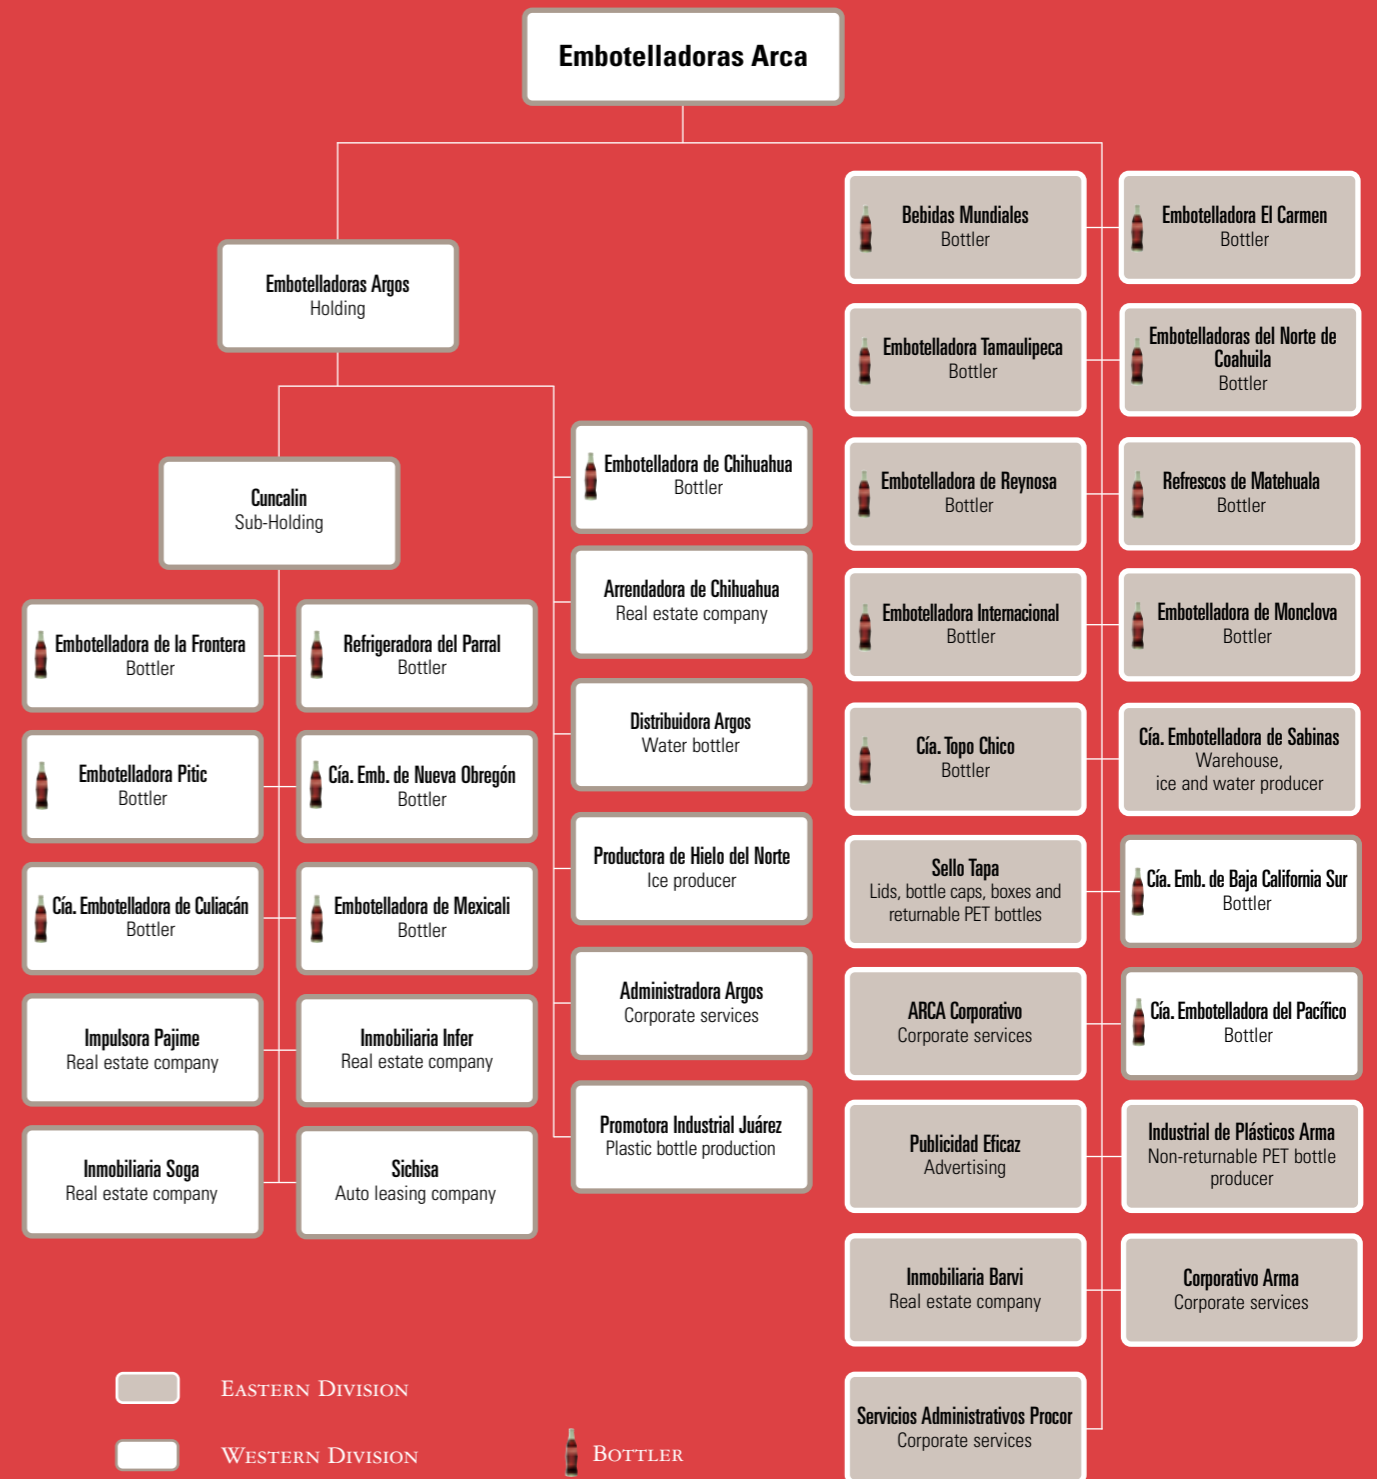 Embotelladoras Arca
Embotelladoras Argos
Holding
Cuncalin
Sub-Holding
Embotelladora de la Frontera
Bottler
Refrigeradora del Parral
Bottler
Embotelladora Pitic
Bottler
Cía. Emb. de Nueva Obregón
Bottler
Cía. Embotelladora de Culiacán
Bottler
Embotelladora de Mexicali
Bottler
Impulsora Pajime
Real estate company
Inmobiliaria Infer
Real estate company
Inmobiliaria Soga
Real estate company
Sichisa
Auto leasing company
Embotelladora de Chihuahua
Bottler
Arrendadora de Chihuahua
Real estate company
Distribuidora Argos
Water bottler
Productora de Hielo del Norte
Ice producer
Administradora Argos
Corporate services
Promotora Industrial Juárez
Plastic bottle production
Bebidas Mundiales
Bottler
Embotelladora El Carmen
Bottler
Embotelladora Tamaulipeca
Bottler
Embotelladoras del Norte de
Coahuila
Bottler
Embotelladora de Reynosa
Bottler
Refrescos de Matehuala
Bottler
Embotelladora Internacional
Bottler
Embotelladora de Monclova
Bottler
Cía. Topo Chico
Bottler
Cía. Embotelladora de Sabinas
Warehouse,
ice and water producer
Sello Tapa
Lids, bottle caps, boxes and
returnable PET bottles
Cía. Emb. de Baja California Sur
Bottler
ARCA Corporativo
Corporate services
Cía. Embotelladora del Pacífico
Bottler
Publicidad Eficaz
Advertising
Industrial de Plásticos Arma
Non-returnable PET bottle
producer
Inmobiliaria Barvi
Real estate company
Corporativo Arma
Corporate services
Servicios Administrativos Procor
Corporate services
Eastern Division
Western Division
Bottler